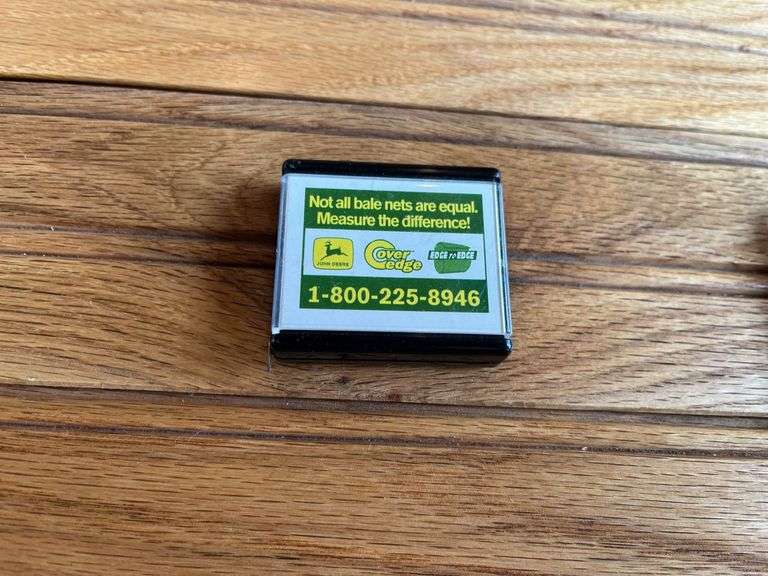 Not all bale nets are equal.
Measure the difference!
JOHN DEERE
Cover
edge
EDGE TO EDGE
1-800-225-8946